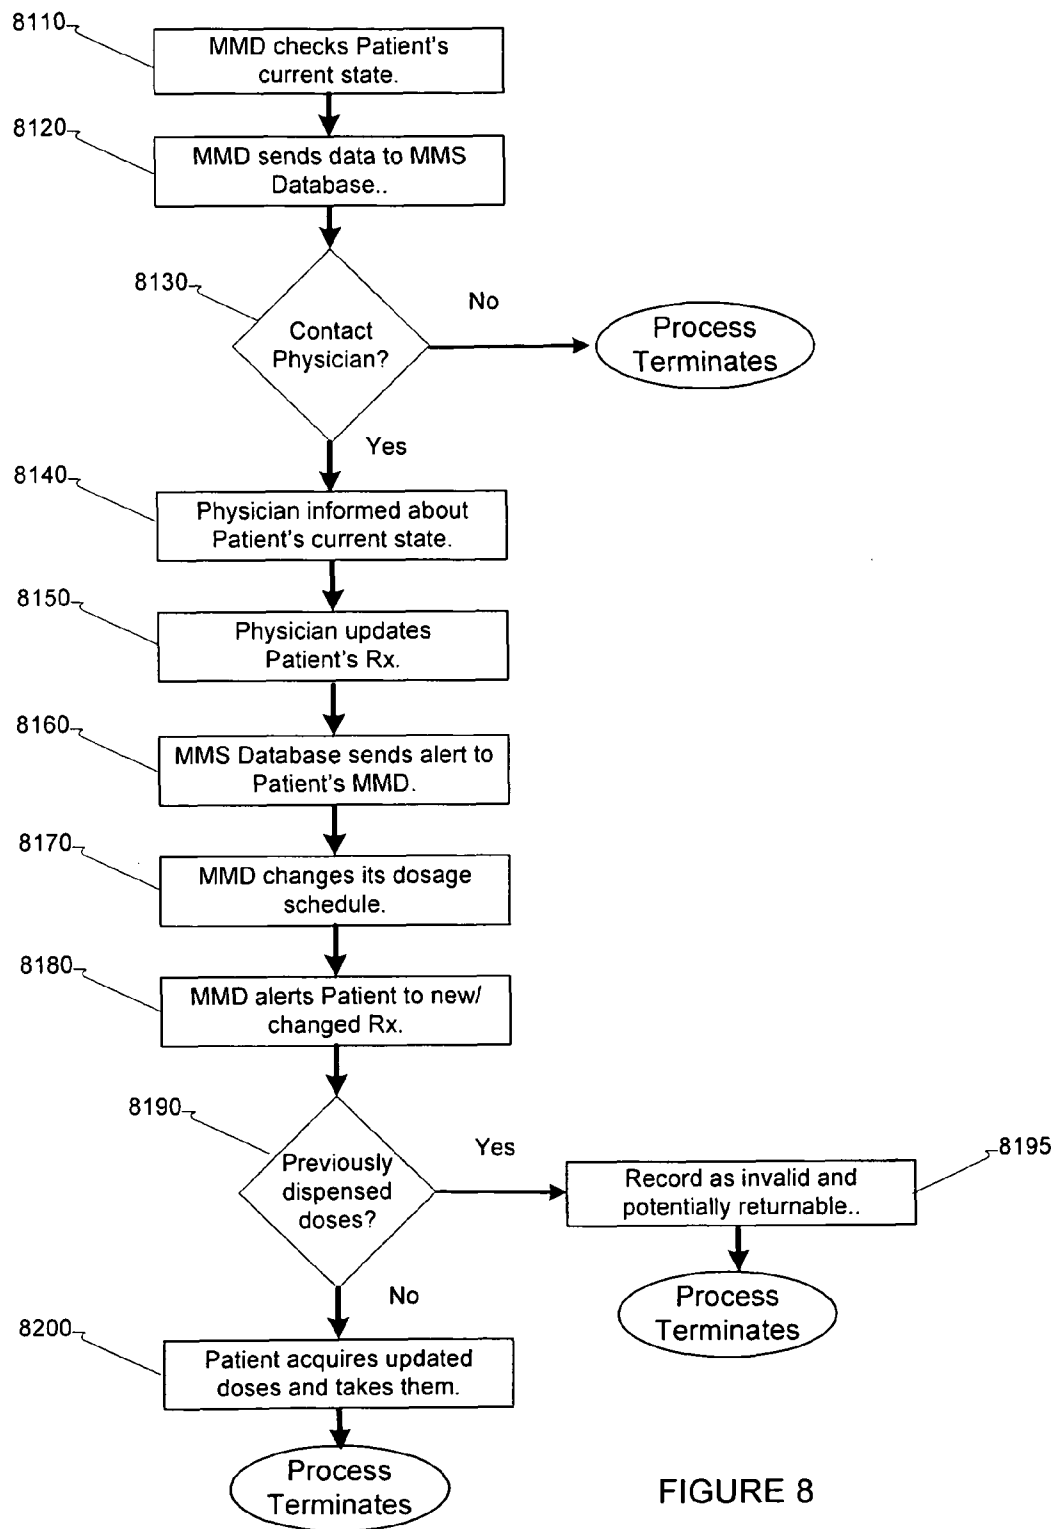 8110
MMD checks Patient's
current state.
8120
MMD sends data to MMS
Database..
8130
Contact
Physician?
No
Process
Terminates
Yes
8140
Physician informed about
Patient's current state.
8150
Physician updates
Patient's Rx.
8160
MMS Database sends alert to
Patient's MMD.
8170
MMD changes its dosage
schedule.
8180
MMD alerts Patient to new/
changed Rx.
8190
Previously
dispensed
doses?
Yes
8195
Record as invalid and
potentially returnable..
Process
Terminates
No
8200
Patient acquires updated
doses and takes them.
Process
Terminates
FIGURE 8